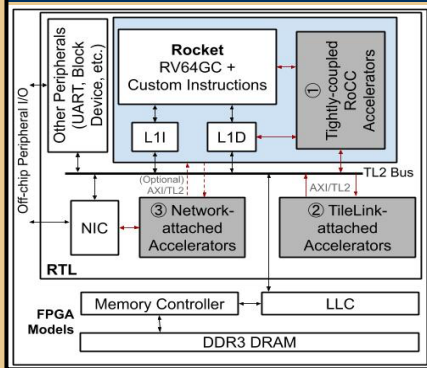 Off-chip Peripheral I/O
Other Peripherals
(UART, Block
Device, etc.)
Rocket
RV64GC +
Custom Instructions
L1I
L1D
①
Tightly-coupled
RoCC
Accelerators
TL2 Bus
(Optional)
AXI/TL2
AXI/TL2
NIC
③ Network-
attached
Accelerators
② TileLink-
attached
Accelerators
RTL
FPGA
Models
Memory Controller
LLC
DDR3 DRAM